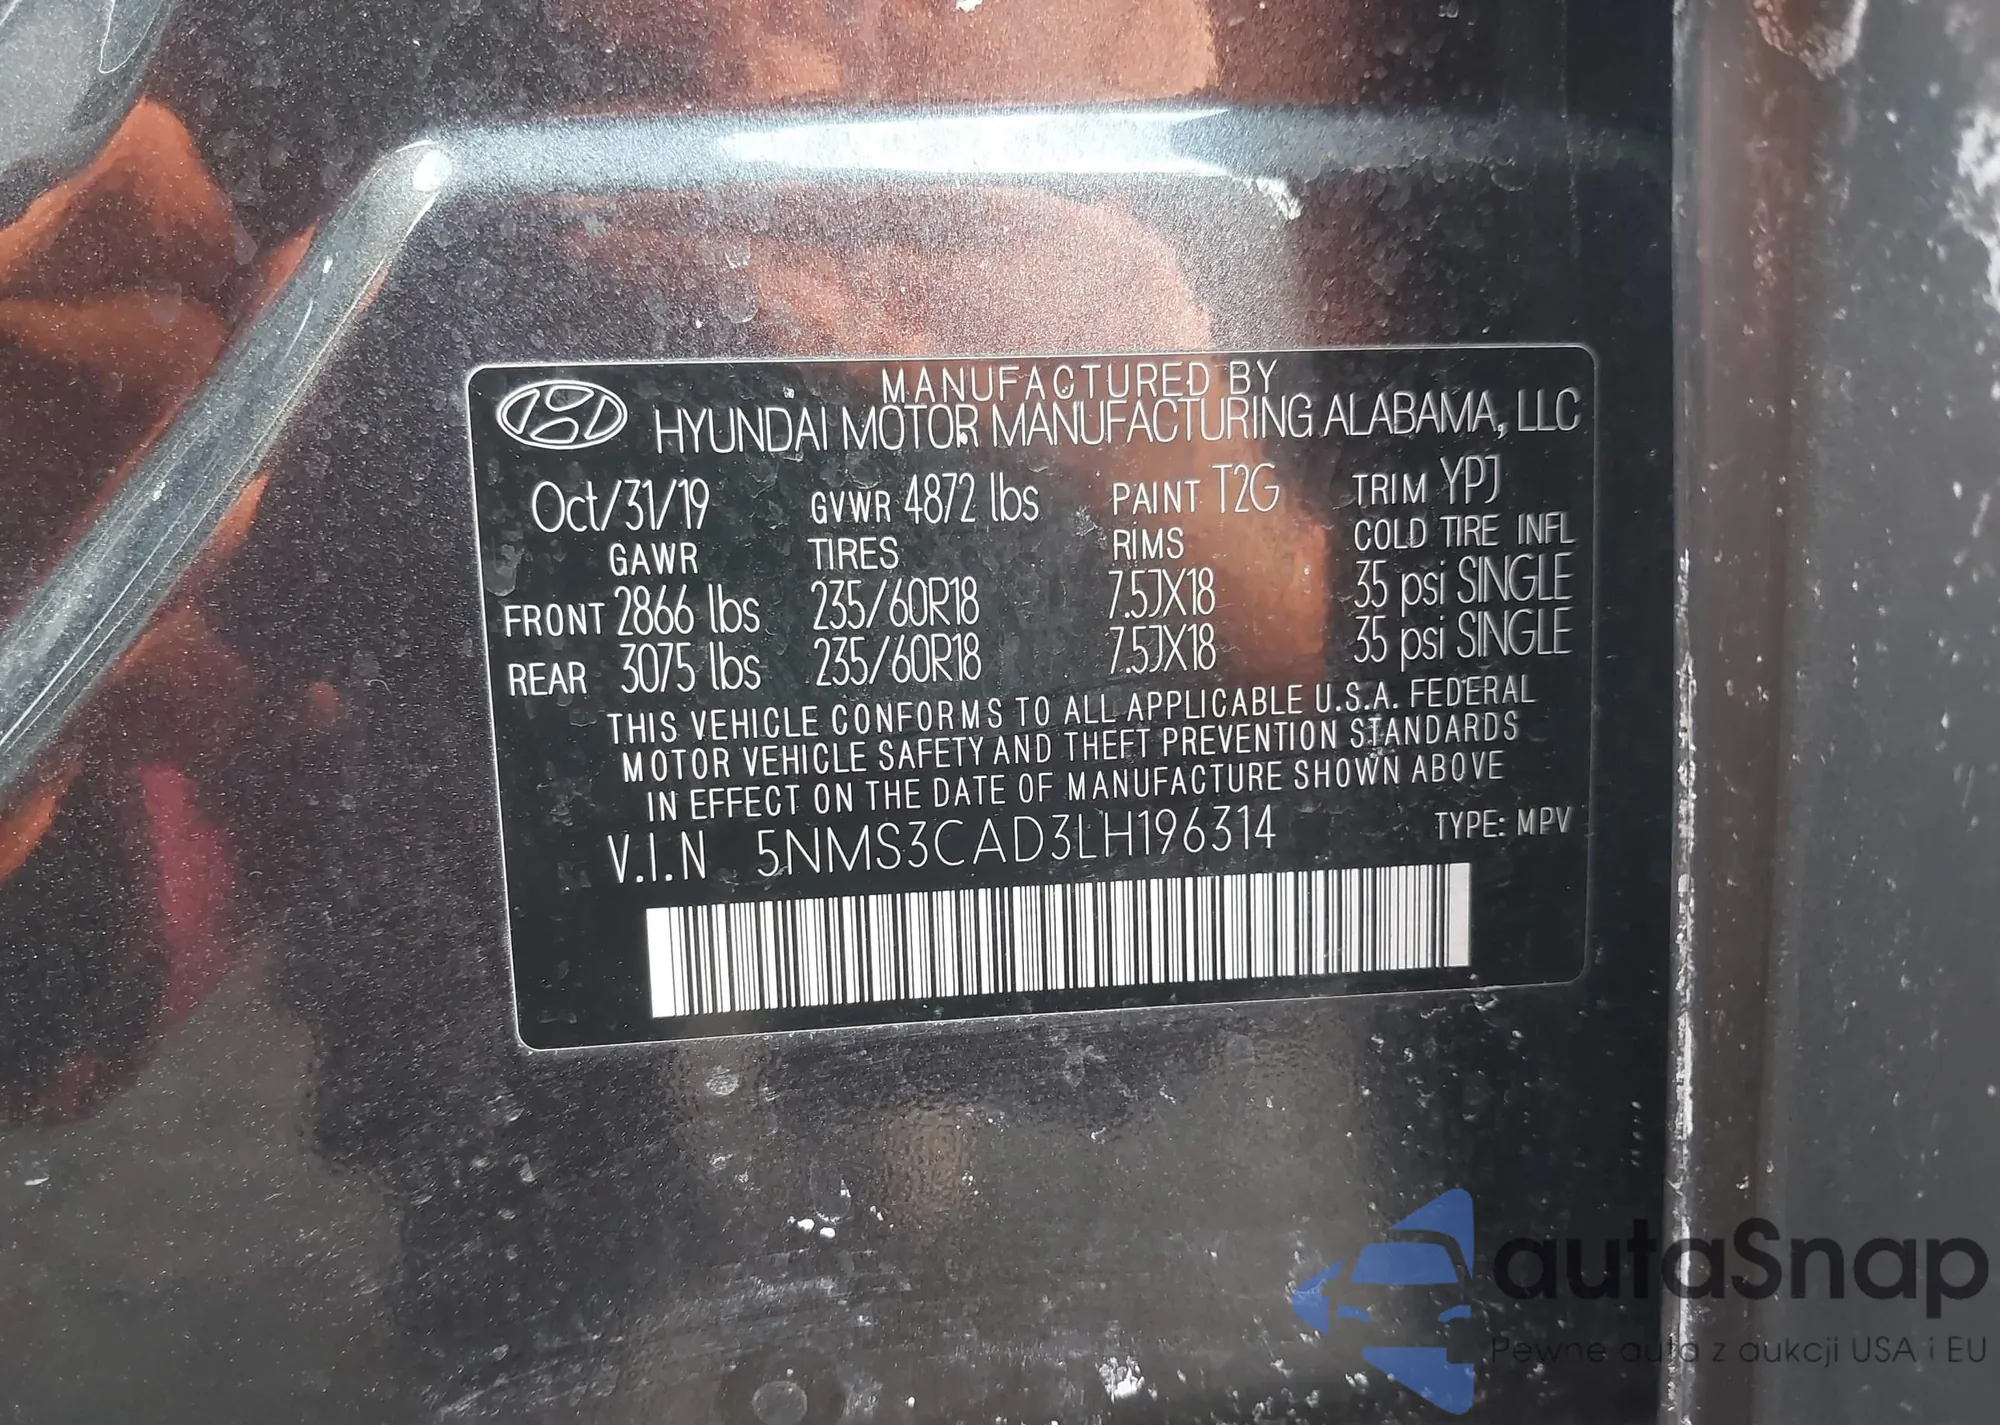 MANUFACTURED BY
HYUNDAI MOTOR MANUFACTURING ALABAMA, LLC
Oct/31/19 GVWR 4872 lbs PAINT T2G TRIM YPJ
GAWR TIRES RIMS COLD TIRE INFL
FRONT 2866 lbs 235/60R18 7.5JX18 35 psi SINGLE
REAR 3075 lbs 235/60R18 7.5JX18 35 psi SINGLE
THIS VEHICLE CONFORMS TO ALL APPLICABLE U.S.A. FEDERAL
MOTOR VEHICLE SAFETY AND THEFT PREVENTION STANDARDS
IN EFFECT ON THE DATE OF MANUFACTURE SHOWN ABOVE
V.I.N 5NMS3CAD3LH196314 TYPE: MPV
autaSnap
Pewne auta z aukcji USA i EU